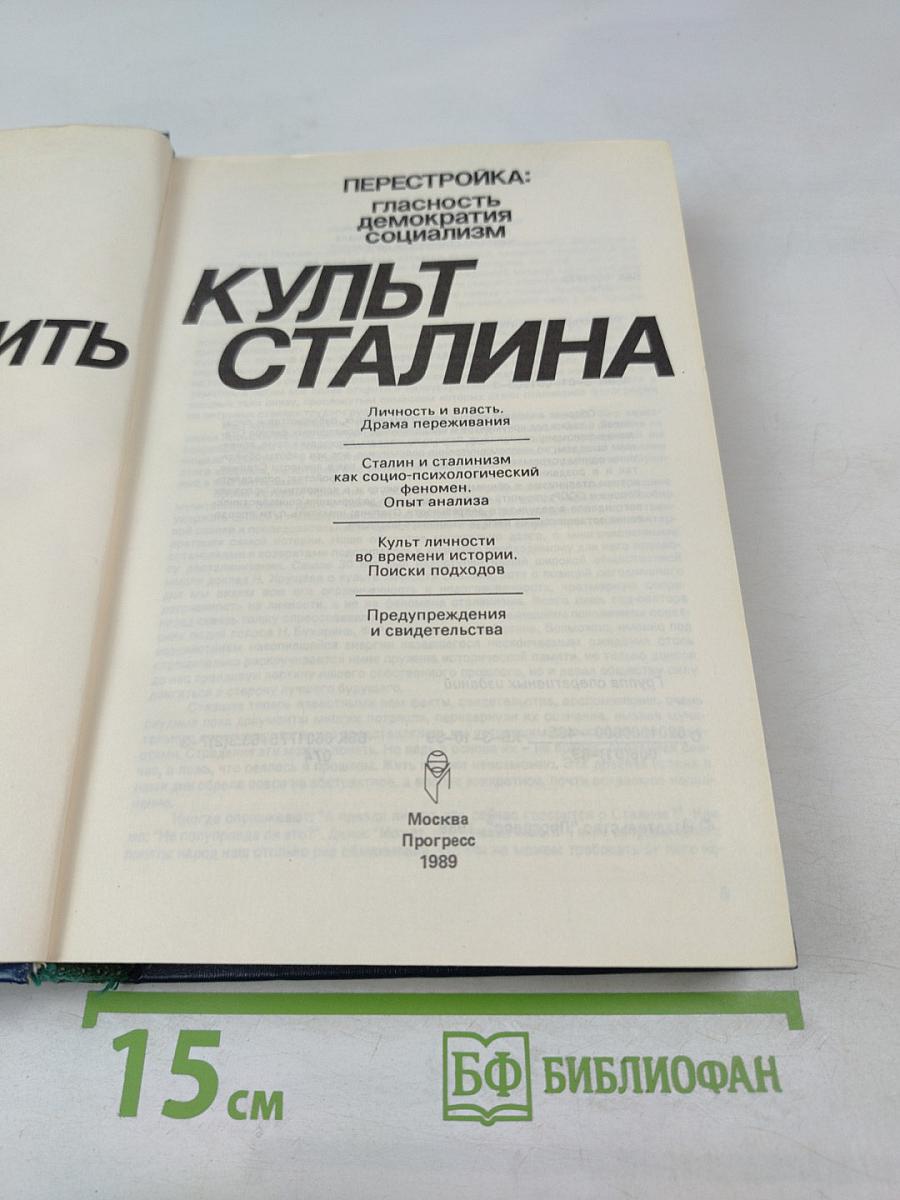 ИТЬ
ПЕРЕСТРОЙКА:
ГЛАСНОСТЬ
ДЕМОКРАТИЯ
СОЦИАЛИЗМ
КУЛЬТ
СТАЛИНА
Личность и власть.
Драма переживания
Сталин и сталинизм
как социо-психологический
феномен.
Опыт анализа
Культ личности
во времени истории.
Поиски подходов
Предупреждения
и свидетельства
Москва
Прогресс
1989
15 см
БФ БИБЛИОФАН